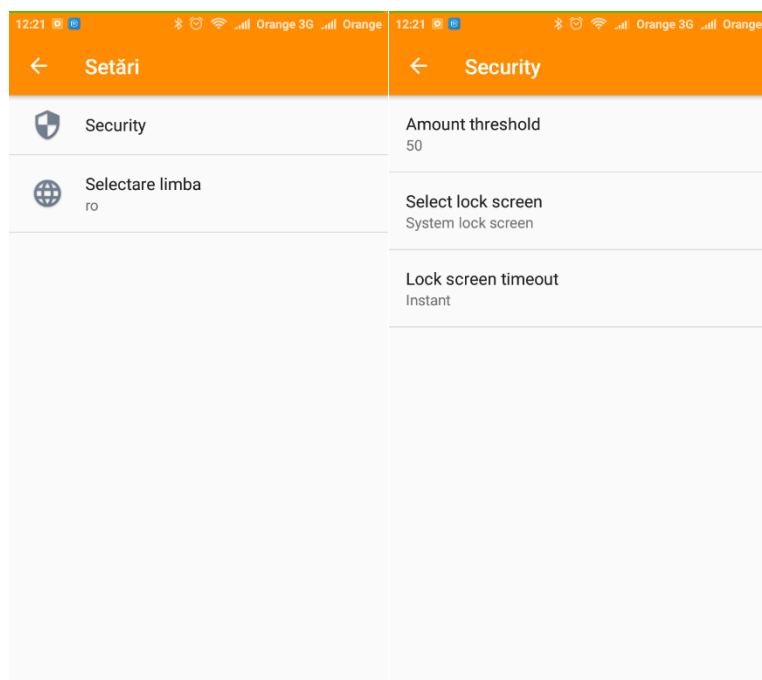 12:21 Orange 3G Orange
Setări
Security
Selectare limba
ro
12:21 Orange 3G Orange
Security
Amount threshold
50
Select lock screen
System lock screen
Lock screen timeout
Instant